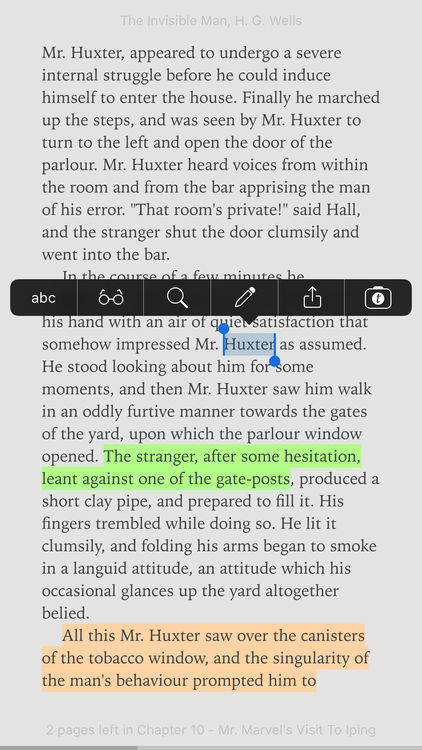 The Invisible Man, H. G. Wells
Mr. Huxter, appeared to undergo a severe
internal struggle before he could induce
himself to enter the house. Finally he marched
up the steps, and was seen by Mr. Huxter to
turn to the left and open the door of the
parlour. Mr. Huxter heard voices from within
the room and from the bar apprising the man
of his error. "That room's private!" said Hall,
and the stranger shut the door clumsily and
went into the bar.
In the course of a few minutes he
abc
his hand with an air of quiet satisfaction that
somehow impressed Mr. Huxter as assumed.
He stood looking about him for some
moments, and then Mr. Huxter saw him walk
in an oddly furtive manner towards the gates
of the yard, upon which the parlour window
opened. The stranger, after some hesitation,
leant against one of the gate-posts, produced a
short clay pipe, and prepared to fill it. His
fingers trembled while doing so. He lit it
clumsily, and folding his arms began to smoke
in a languid attitude, an attitude which his
occasional glances up the yard altogether
belied.
All this Mr. Huxter saw over the canisters
of the tobacco window, and the singularity of
the man's behaviour prompted him to
2 pages left in Chapter 10 - Mr. Marvel's Visit To Iping